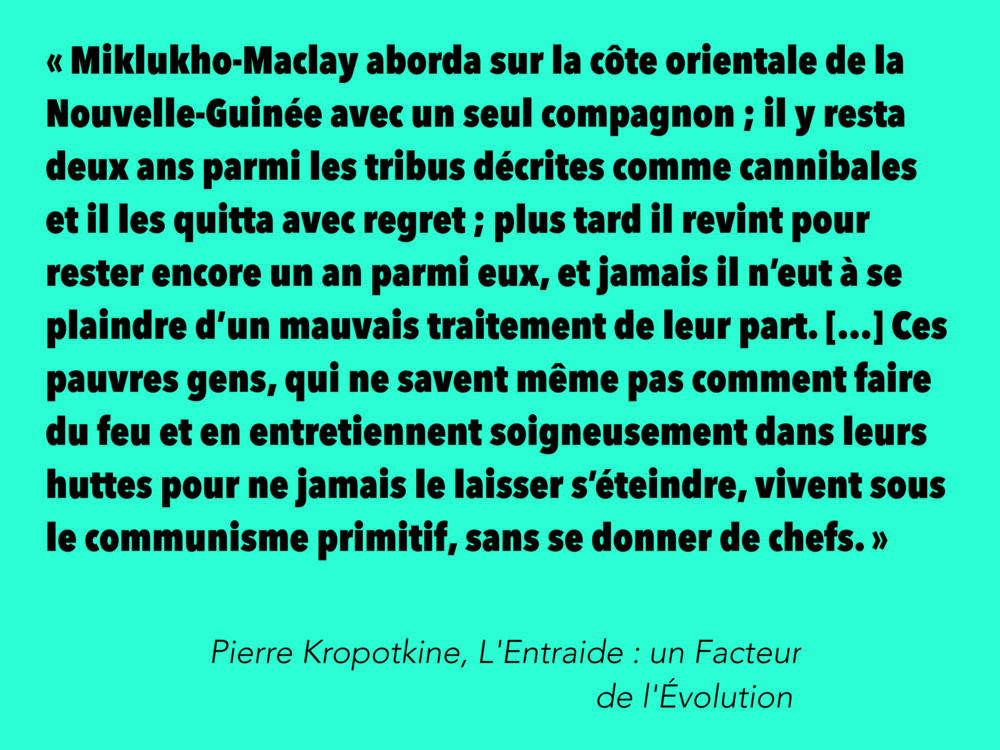 « Miklukho-Maclay aborda sur la côte orientale de la
Nouvelle-Guinée avec un seul compagnon ; il y resta
deux ans parmi les tribus décrites comme cannibales
et il les quitta avec regret ; plus tard il revint pour
rester encore un an parmi eux, et jamais il n’eut à se
plaindre d’un mauvais traitement de leur part. [...] Ces
pauvres gens, qui ne savent même pas comment faire
du feu et en entretiennent soigneusement dans leurs
huttes pour ne jamais le laisser s’éteindre, vivent sous
le communisme primitif, sans se donner de chefs. »
Pierre Kropotkine, L'Entraide : un Facteur
de l'Évolution